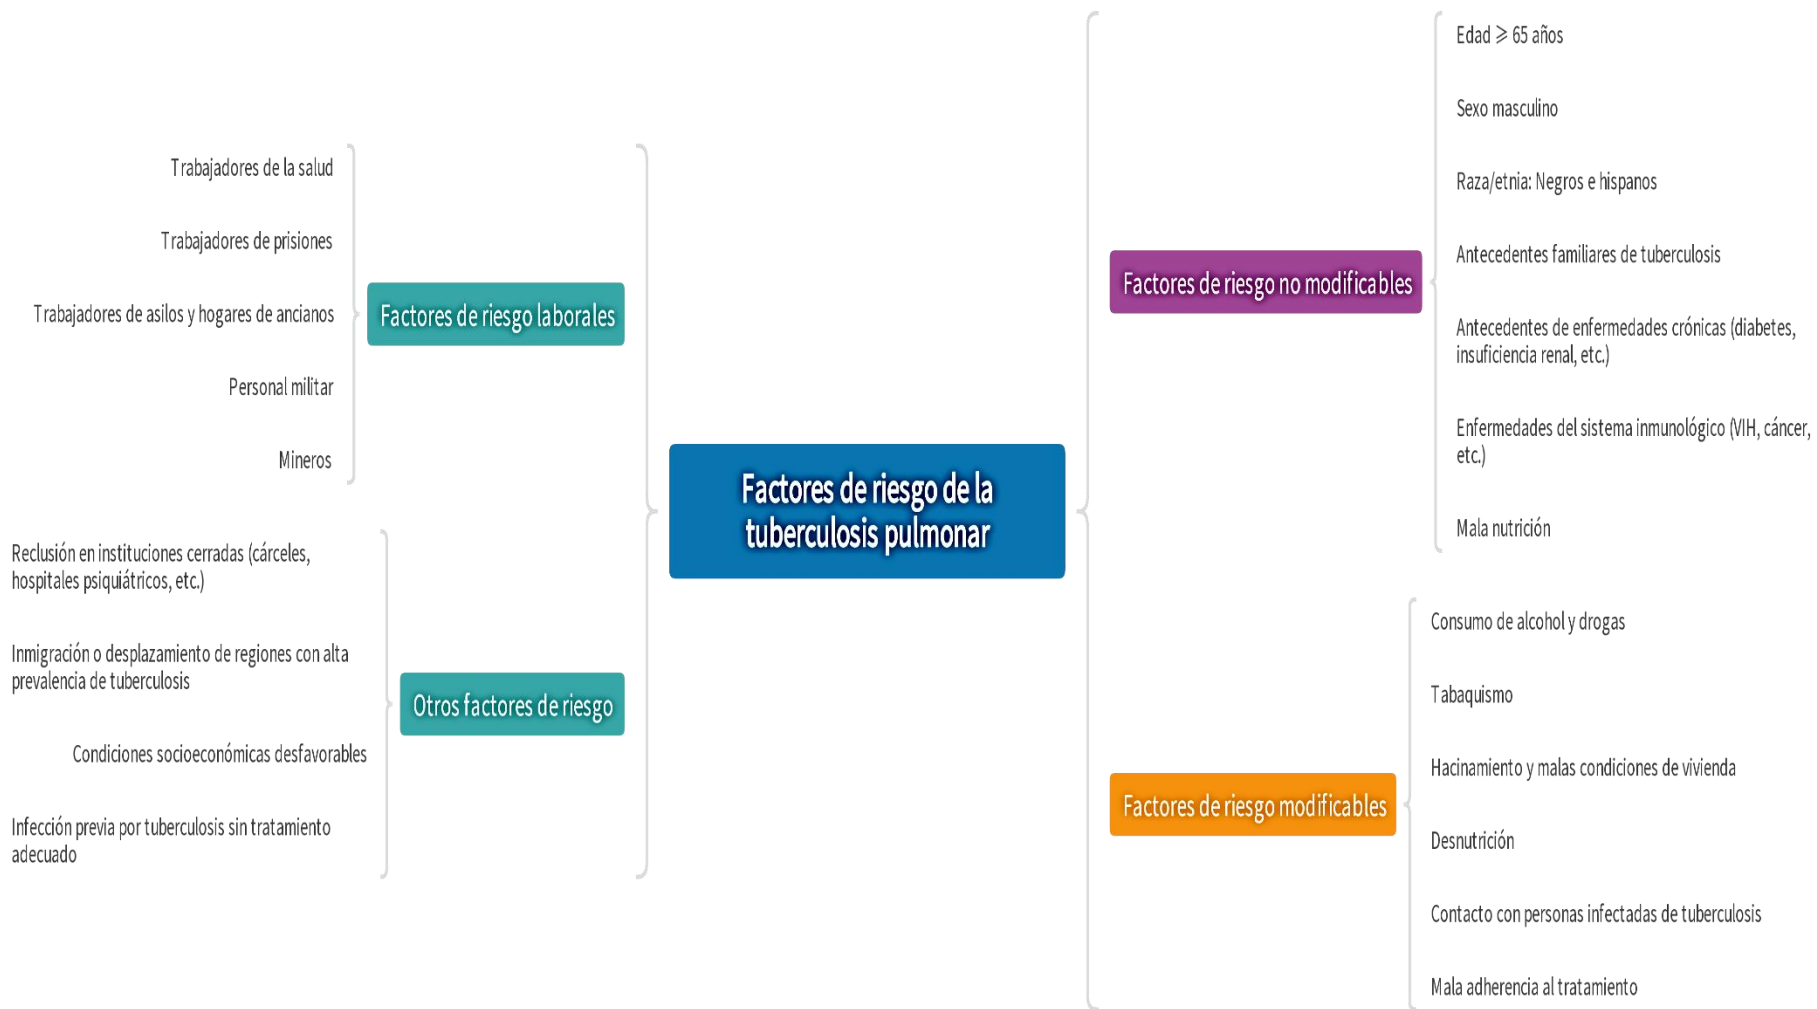 Factores de riesgo de la
tuberculosis pulmonar
Factores de riesgo no modificables
Edad ⩾ 65 años
Sexo masculino
Raza/etnia: Negros e hispanos
Antecedentes familiares de tuberculosis
Antecedentes de enfermedades crónicas (diabetes,
insuficiencia renal, etc.)
Enfermedades del sistema inmunológico (VIH, cáncer,
etc.)
Mala nutrición
Factores de riesgo modificables
Consumo de alcohol y drogas
Tabaquismo
Hacinamiento y malas condiciones de vivienda
Desnutrición
Contacto con personas infectadas de tuberculosis
Mala adherencia al tratamiento
Factores de riesgo laborales
Trabajadores de la salud
Trabajadores de prisiones
Trabajadores de asilos y hogares de ancianos
Personal militar
Mineros
Otros factores de riesgo
Reclusión en instituciones cerradas (cárceles,
hospitales psiquiátricos, etc.)
Inmigración o desplazamiento de regiones con alta
prevalencia de tuberculosis
Condiciones socioeconómicas desfavorables
Infección previa por tuberculosis sin tratamiento
adecuado